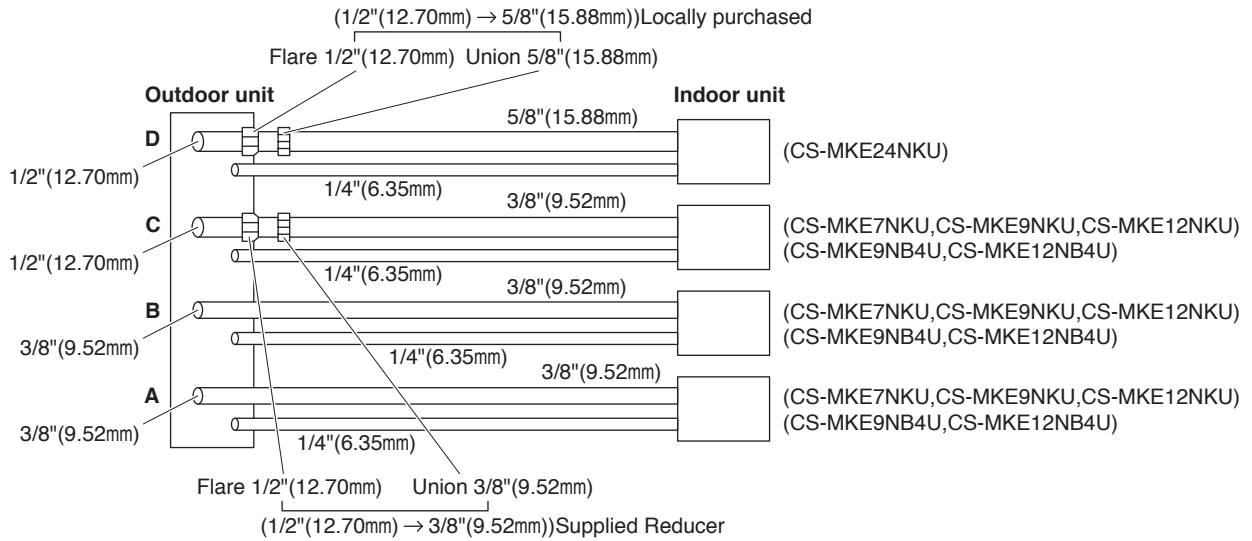 (1/2"(12.70mm) → 5/8"(15.88mm))Locally purchased
Flare 1/2"(12.70mm) Union 5/8"(15.88mm)
Outdoor unit
Indoor unit
D
5/8"(15.88mm)
(CS-MKE24NKU)
1/2"(12.70mm)
1/4"(6.35mm)
C
3/8"(9.52mm)
(CS-MKE7NKU,CS-MKE9NKU,CS-MKE12NKU)
(CS-MKE9NB4U,CS-MKE12NB4U)
1/2"(12.70mm)
1/4"(6.35mm)
B
3/8"(9.52mm)
(CS-MKE7NKU,CS-MKE9NKU,CS-MKE12NKU)
(CS-MKE9NB4U,CS-MKE12NB4U)
3/8"(9.52mm)
1/4"(6.35mm)
A
3/8"(9.52mm)
(CS-MKE7NKU,CS-MKE9NKU,CS-MKE12NKU)
(CS-MKE9NB4U,CS-MKE12NB4U)
3/8"(9.52mm)
1/4"(6.35mm)
Flare 1/2"(12.70mm) Union 3/8"(9.52mm)
(1/2"(12.70mm) → 3/8"(9.52mm))Supplied Reducer